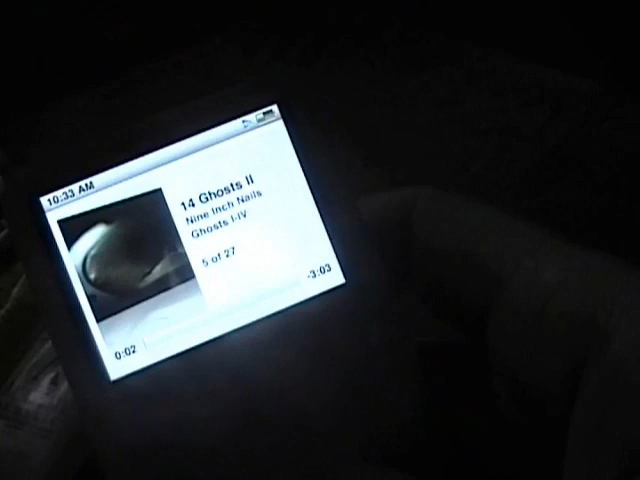 10:33 AM
14 Ghosts II
Nine Inch Nails
Ghosts I-IV
5 of 27
0:02
-3:03